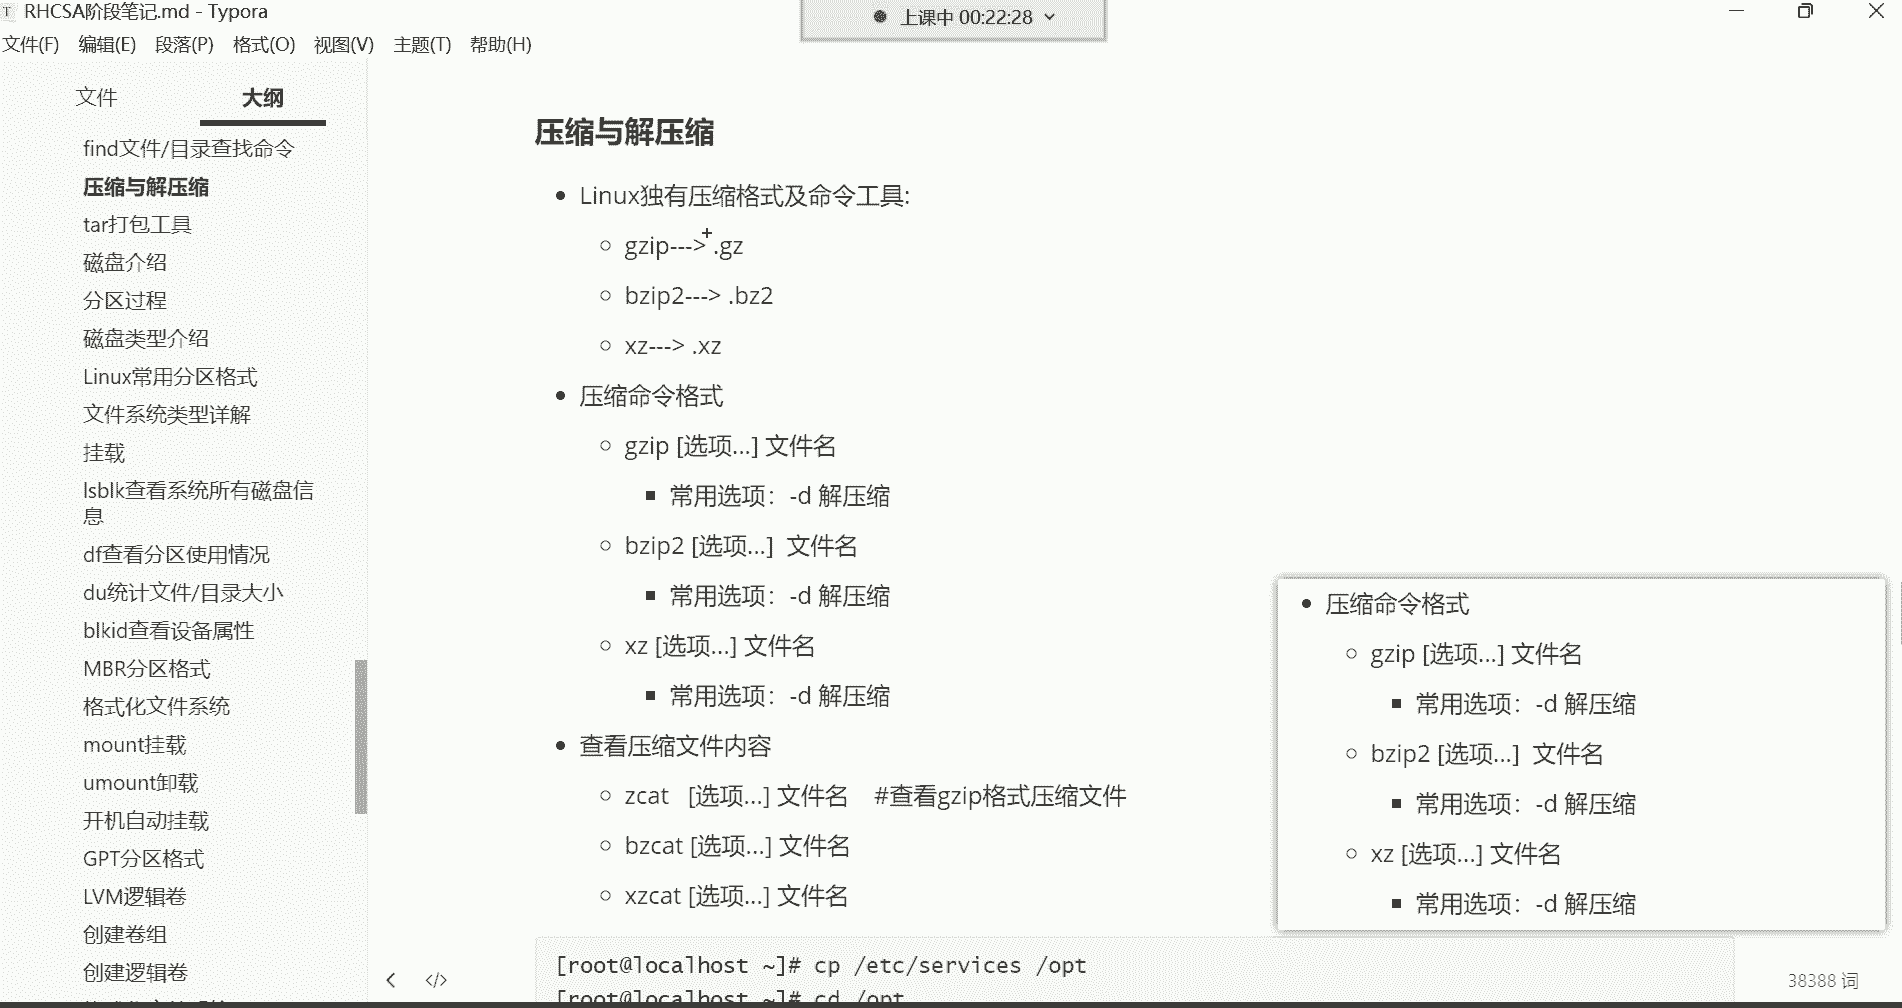 RHCSA阶段笔记.md - Typora
上课中 00:22:28
文件(F) 编辑(E) 段落(P) 格式(O) 视图(V) 主题(T) 帮助(H)
文件 大纲
find文件/目录查找命令
压缩与解压缩
tar打包工具
磁盘介绍
分区过程
磁盘类型介绍
Linux常用分区格式
文件系统类型详解
挂载
lsblk查看系统所有磁盘信
息
df查看分区使用情况
du统计文件/目录大小
blkid查看设备属性
MBR分区格式
格式化文件系统
mount挂载
umount卸载
开机自动挂载
GPT分区格式
LVM逻辑卷
创建卷组
创建逻辑卷
压缩与解压缩
Linux独有压缩格式及命令工具:
gzip---> .gz
bzip2---> .bz2
xz---> .xz
压缩命令格式
gzip [选项...] 文件名
常用选项：-d 解压缩
bzip2 [选项...] 文件名
常用选项：-d 解压缩
xz [选项...] 文件名
常用选项：-d 解压缩
查看压缩文件内容
zcat [选项...] 文件名 #查看gzip格式压缩文件
bzcat [选项...] 文件名
xzcat [选项...] 文件名
[root@localhost ~]# cp /etc/services /opt
[root@localhost ~]# cd /opt
压缩命令格式
gzip [选项...] 文件名
常用选项：-d 解压缩
bzip2 [选项...] 文件名
常用选项：-d 解压缩
xz [选项...] 文件名
常用选项：-d 解压缩
38388 词